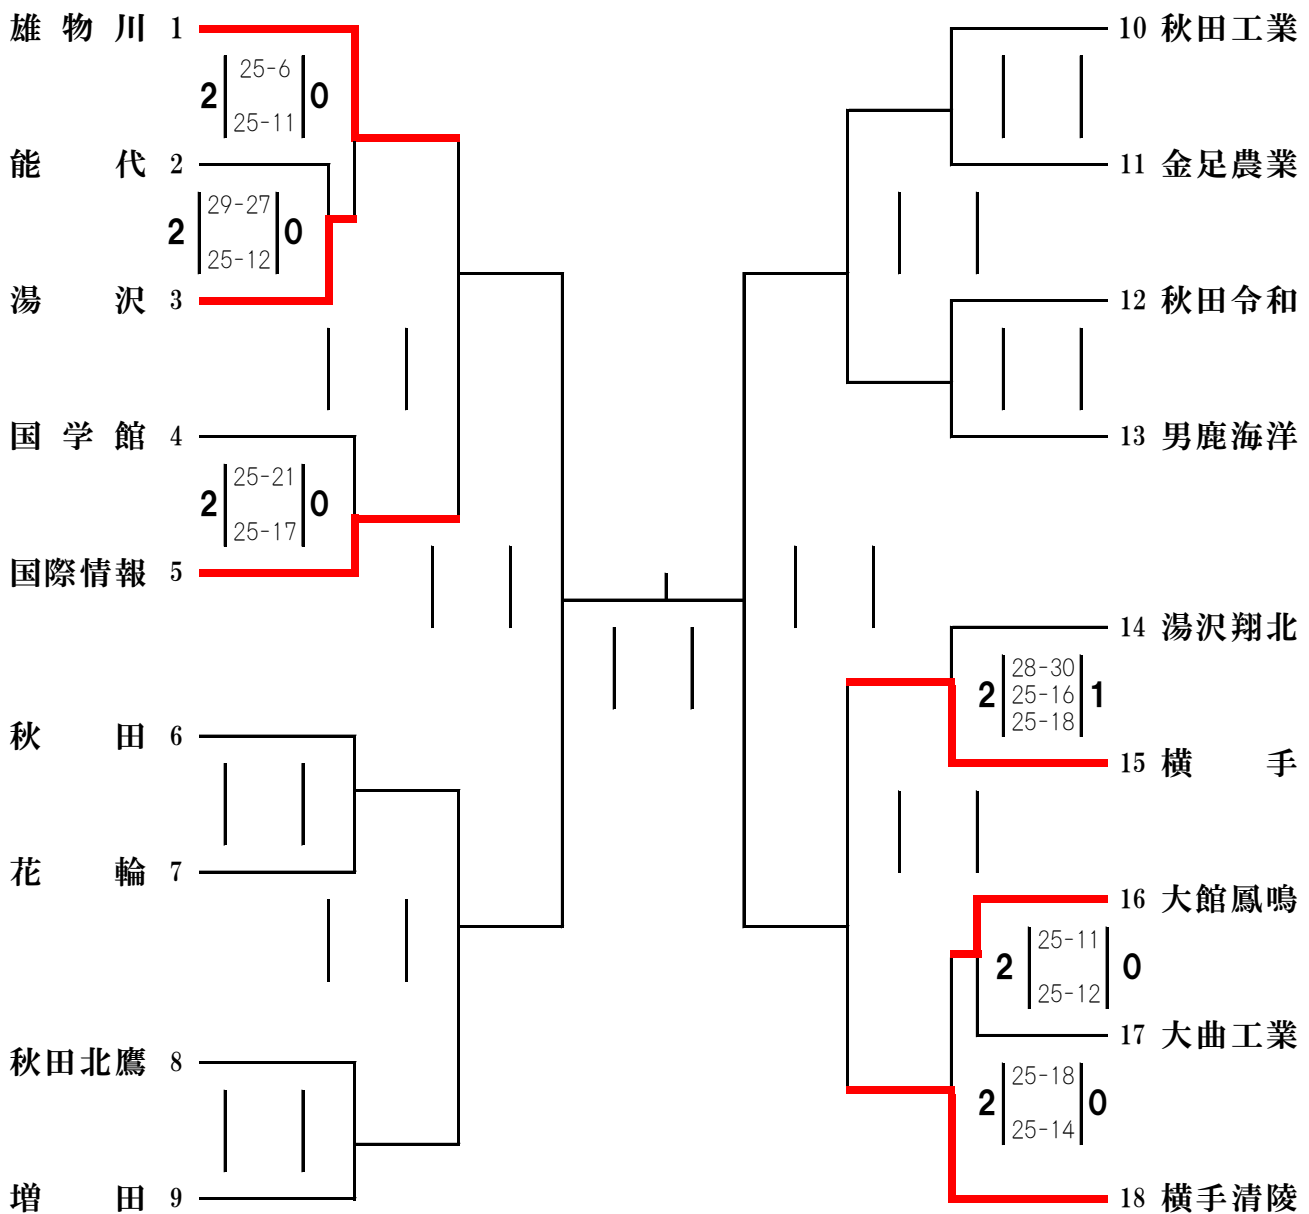 雄物川 1
2 25-6 0
25-11
能代 2
2 29-27 0
25-12
湯沢 3
国学館 4
2 25-21 0
25-17
国際情報 5
秋田 6
花輪 7
秋田北鷹 8
増田 9
10 秋田工業
11 金足農業
12 秋田令和
13 男鹿海洋
14 湯沢翔北
28-30
2 25-16 1
25-18
15 横手
16 大館鳳鳴
2 25-11 0
25-12
17 大曲工業
2 25-18 0
25-14
18 横手清陵